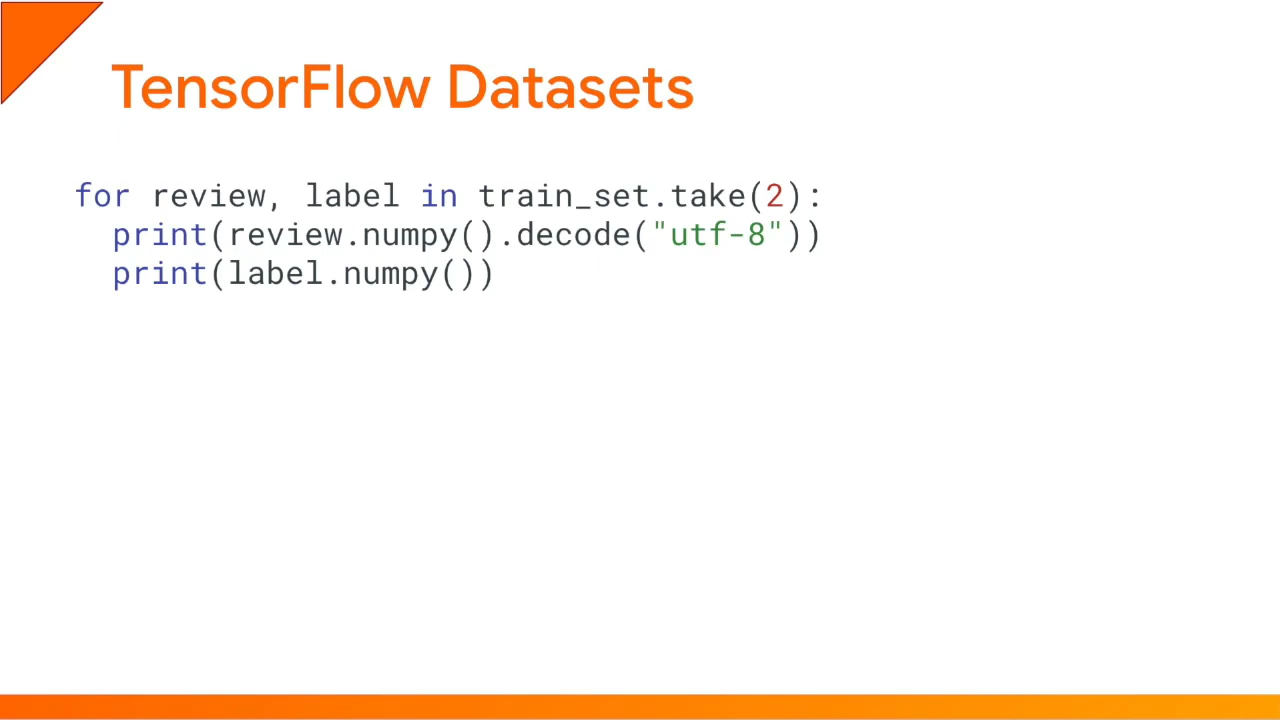 TensorFlow Datasets
for review, label in train_set.take(2):
  print(review.numpy().decode("utf-8"))
  print(label.numpy())